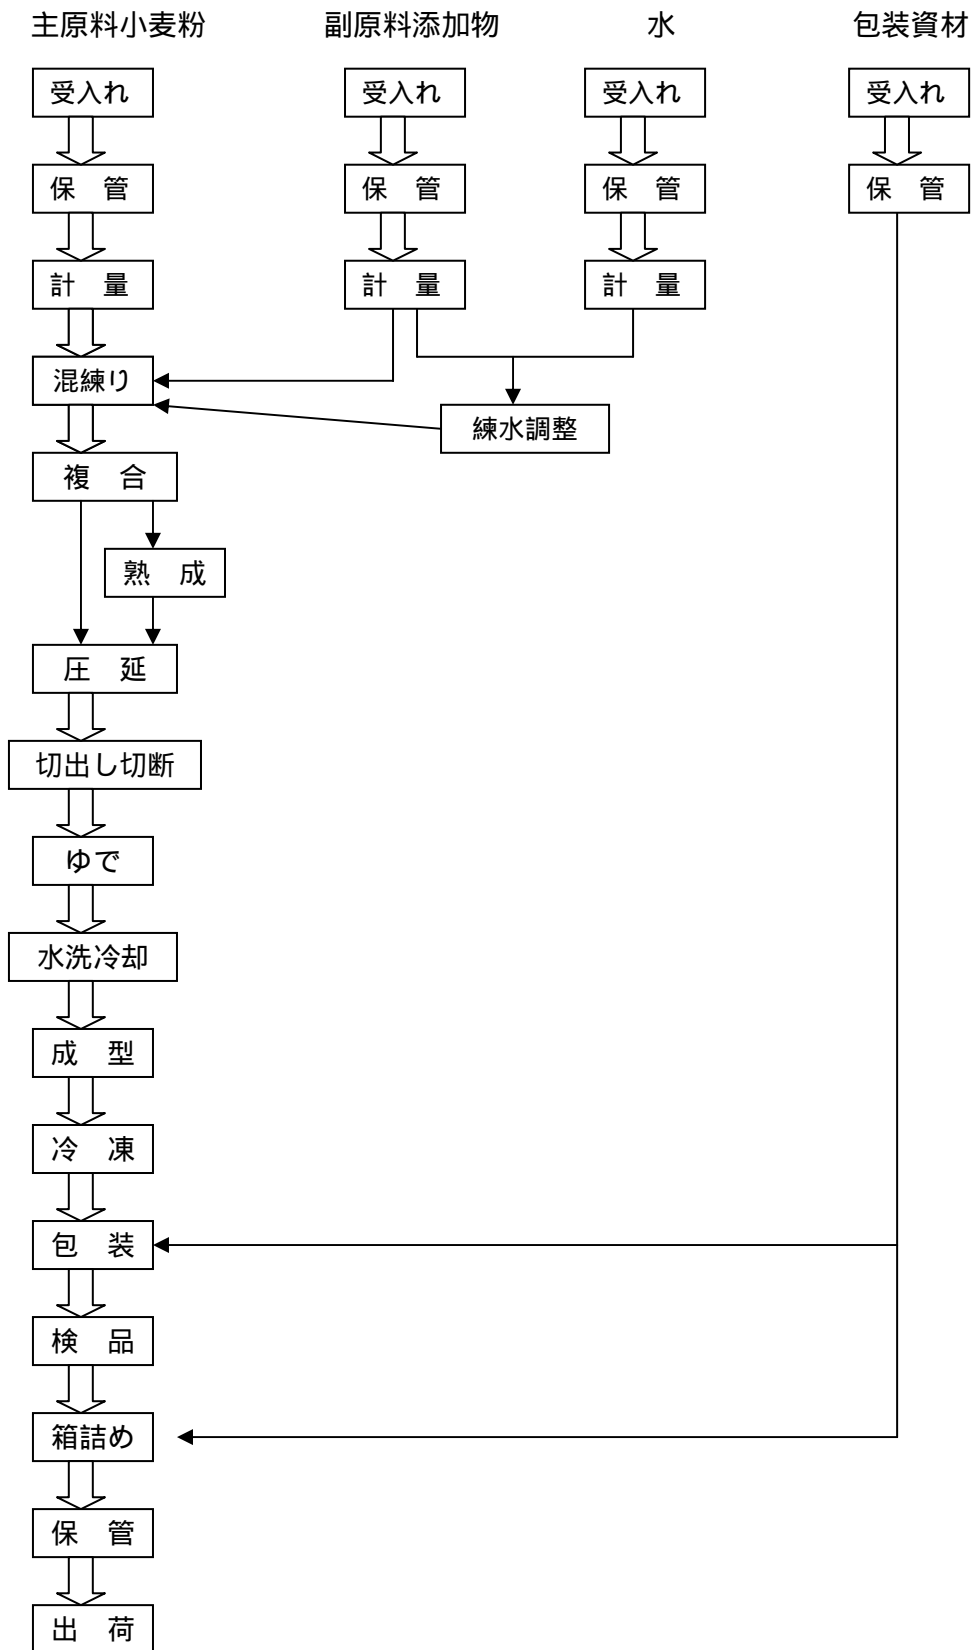 主原料小麦粉 副原料添加物 水 包装資材
受入れ 受入れ 受入れ 受入れ
保　管 保　管 保　管 保　管
計　量 計　量 計　量
混練り
練水調整
複　合
熟　成
圧　延
切出し切断
ゆで
水洗冷却
成　型
冷　凍
包　装
検　品
箱詰め
保　管
出　荷